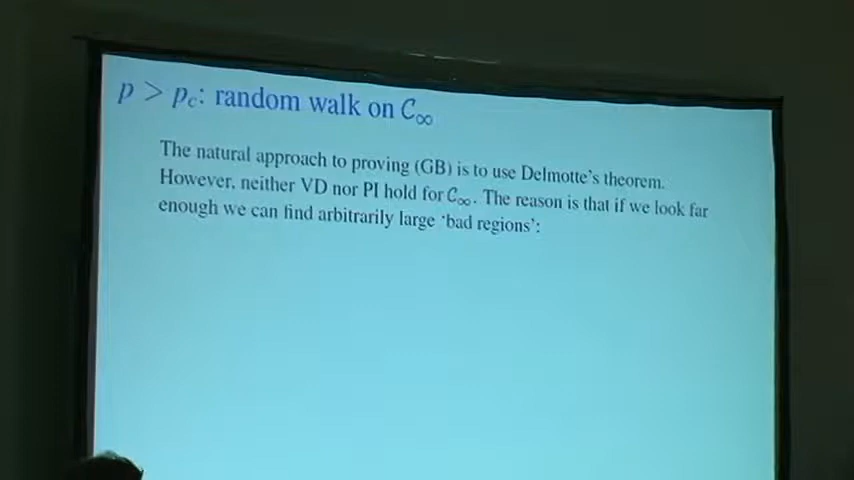 p > p_c: random walk on C_∞
The natural approach to proving (GB) is to use Delmotte's theorem.
However, neither VD nor PI hold for C_∞. The reason is that if we look far
enough we can find arbitrarily large 'bad regions':